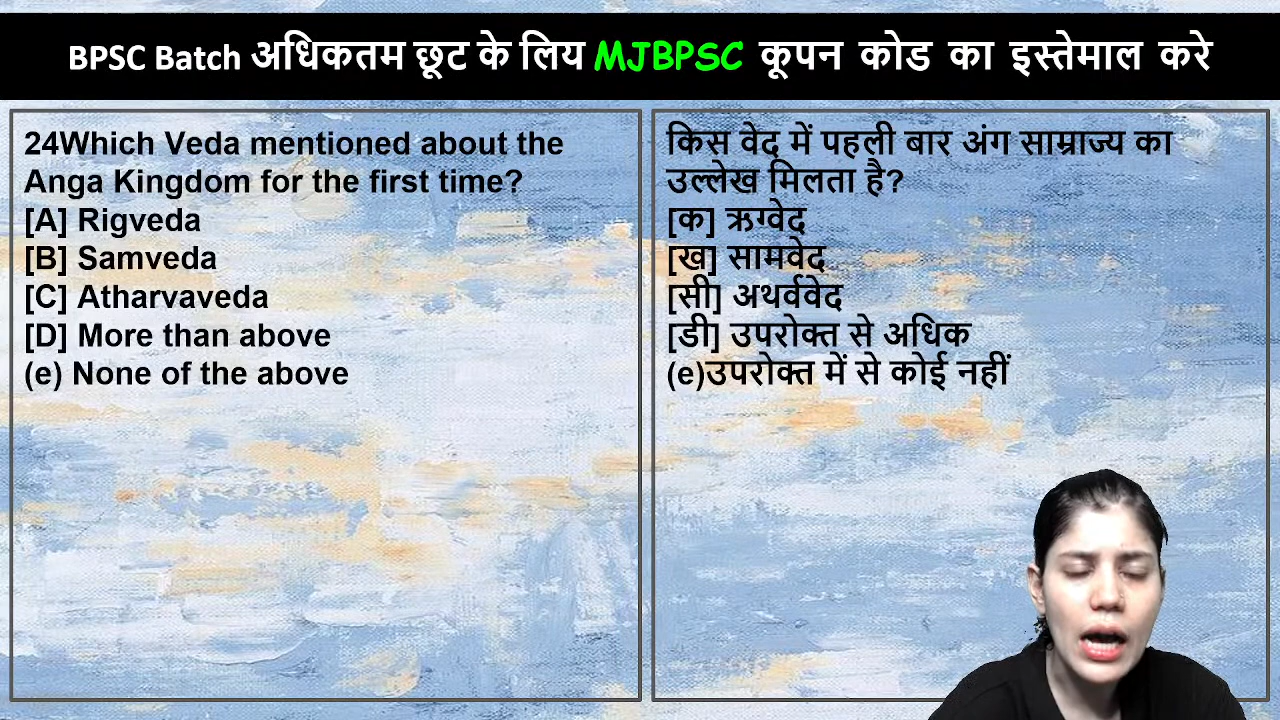 BPSC Batch अधिकतम छूट के लिय MJBPSC कूपन कोड का इस्तेमाल करे
24Which Veda mentioned about the
Anga Kingdom for the first time?
[A] Rigveda
[B] Samveda
[C] Atharvaveda
[D] More than above
(e) None of the above
किस वेद में पहली बार अंग साम्राज्य का
उल्लेख मिलता है?
[क] ऋग्वेद
[ख] सामवेद
[सी] अथर्ववेद
[डी] उपरोक्त से अधिक
(e)उपरोक्त में से कोई नहीं